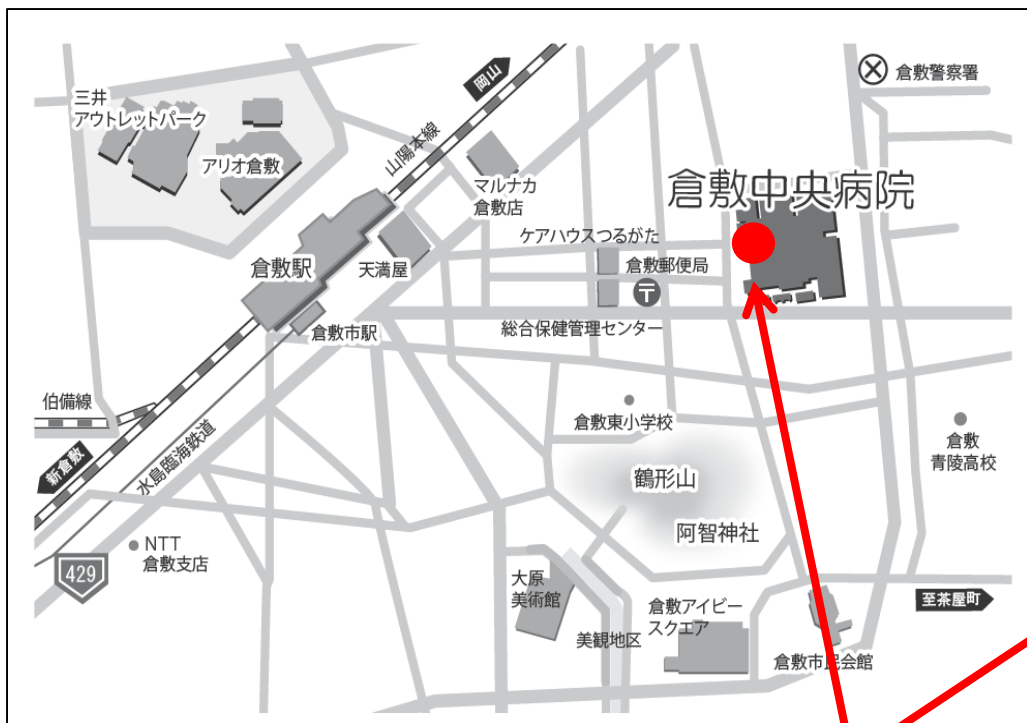 岡山
倉敷警察署
三井
アウトレットパーク
アリオ倉敷
山陽本線
マルナカ
倉敷店
倉敷中央病院
ケアハウスつるがた
倉敷駅
天満屋
倉敷郵便局
〒
倉敷市駅
総合保健管理センター
伯備線
倉敷東小学校
倉敷
青陵高校
新倉敷
水島臨海鉄道
鶴形山
阿智神社
NTT
倉敷支店
429
大原
美術館
倉敷アイビー
スクエア
至茶屋町
美観地区
倉敷市民会館